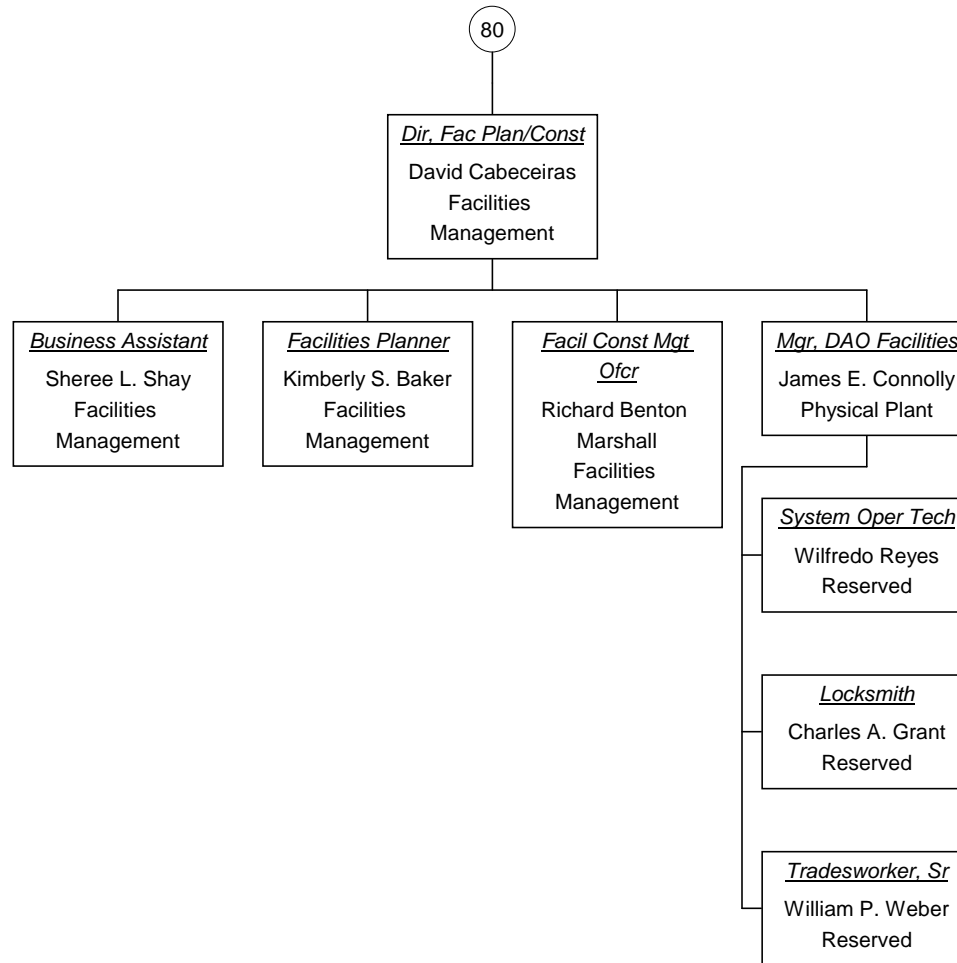 80
Dir, Fac Plan/Const
David Cabeceiras
Facilities
Management
Business Assistant
Sheree L. Shay
Facilities
Management
Facilities Planner
Kimberly S. Baker
Facilities
Management
Facil Const Mgt
Ofcr
Richard Benton
Marshall
Facilities
Management
Mgr, DAO Facilities
James E. Connolly
Physical Plant
System Oper Tech
Wilfredo Reyes
Reserved
Locksmith
Charles A. Grant
Reserved
Tradesworker, Sr
William P. Weber
Reserved